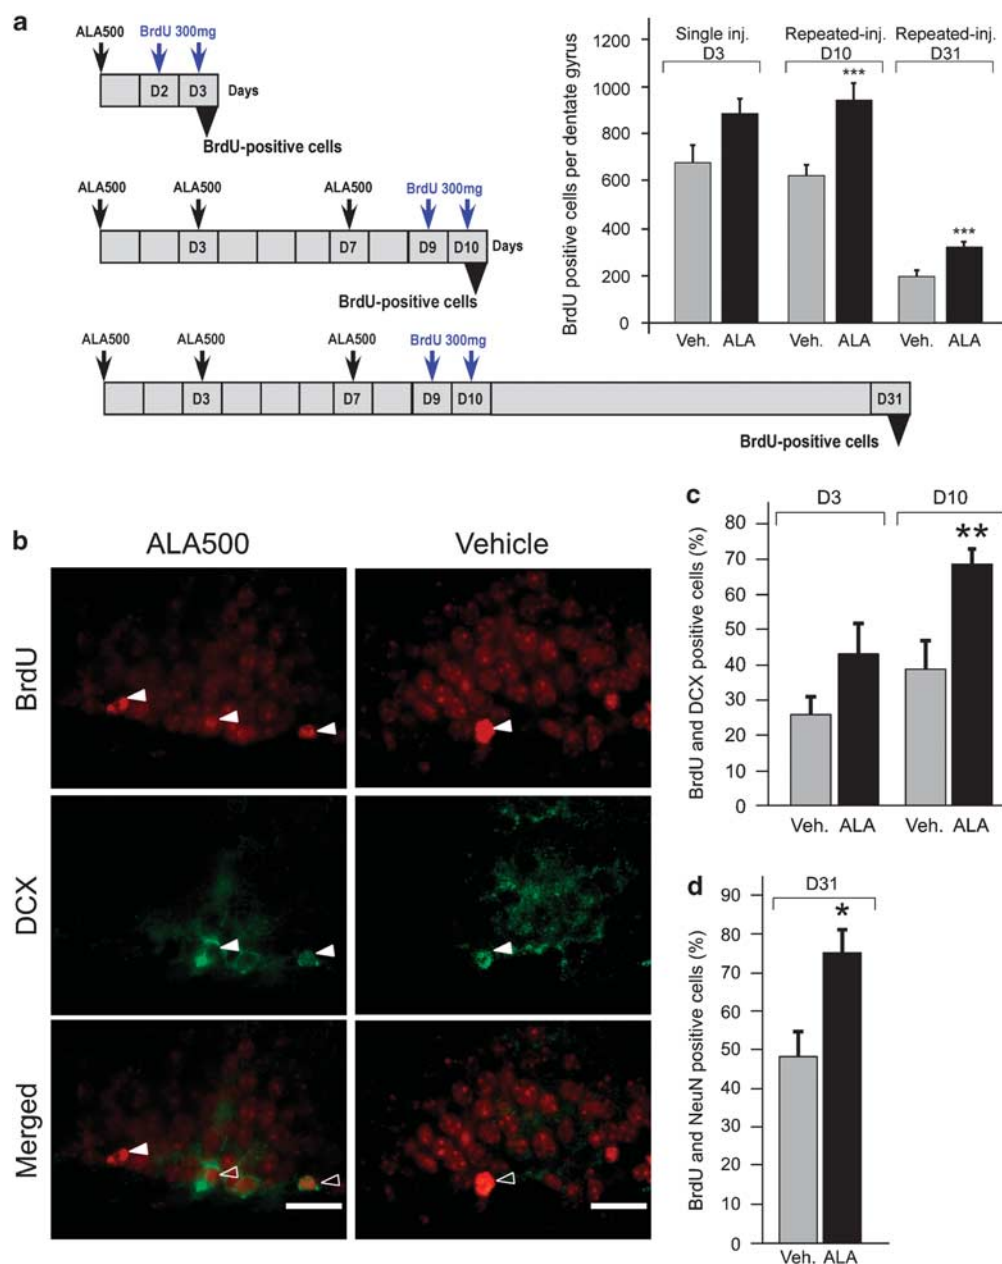 a
ALA500 BrdU 300mg
D2 D3 Days
BrdU-positive cells
ALA500 ALA500 ALA500 BrdU 300mg
D3 D7 D9 D10 Days
BrdU-positive cells
ALA500 ALA500 ALA500 BrdU 300mg
D3 D7 D9 D10 D31
BrdU-positive cells
BrdU positive cells per dentate gyrus
1200
1000
800
600
400
200
0
Single inj. Repeated-inj. Repeated-inj.
D3 D10 D31
*** ***
Veh. ALA Veh. ALA Veh. ALA
b
ALA500 Vehicle
BrdU
DCX
Merged
c
BrdU and DCX positive cells (%)
80
70
60
50
40
30
20
10
0
D3 D10
**
Veh. ALA Veh. ALA
d
BrdU and NeuN positive cells (%)
90
80
70
60
50
40
30
20
10
0
D31
*
Veh. ALA